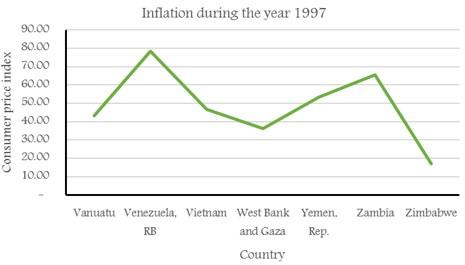 Inflation during the year 1997
Consumer price index
90.00
80.00
70.00
60.00
50.00
40.00
30.00
20.00
10.00
-
Vanuatu Venezuela, Vietnam West Bank Yemen, Zambia Zimbabwe
RB and Gaza Rep.
Country